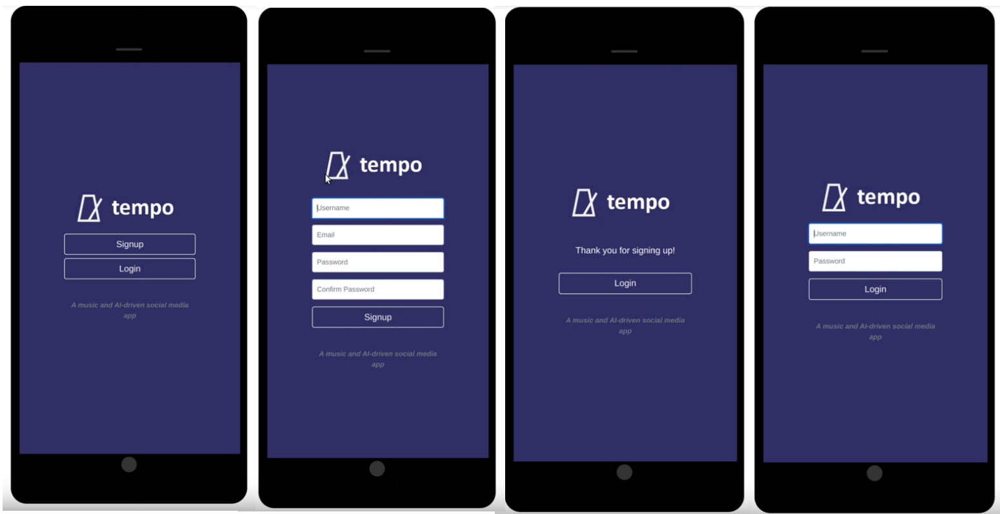 tempo
Signup
Login
A music and AI-driven social media
app
tempo
Username
Email
Password
Confirm Password
Signup
A music and AI-driven social media
app
tempo
Thank you for signing up!
Login
A music and AI-driven social media
app
tempo
Username
Password
Login
A music and AI-driven social media
app